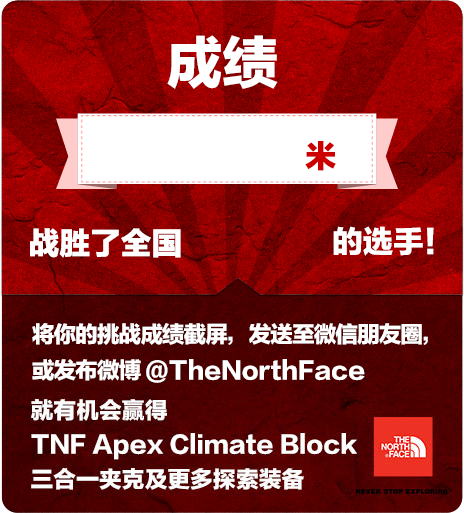 成绩
米
战胜了全国 的选手!
将你的挑战成绩截屏，发送至微信朋友圈，
或发布微博 @TheNorthFace
就有机会赢得
TNF Apex Climate Block
三合一夹克及更多探索装备
THE
NORTH
FACE
NEVER STOP EXPLORING